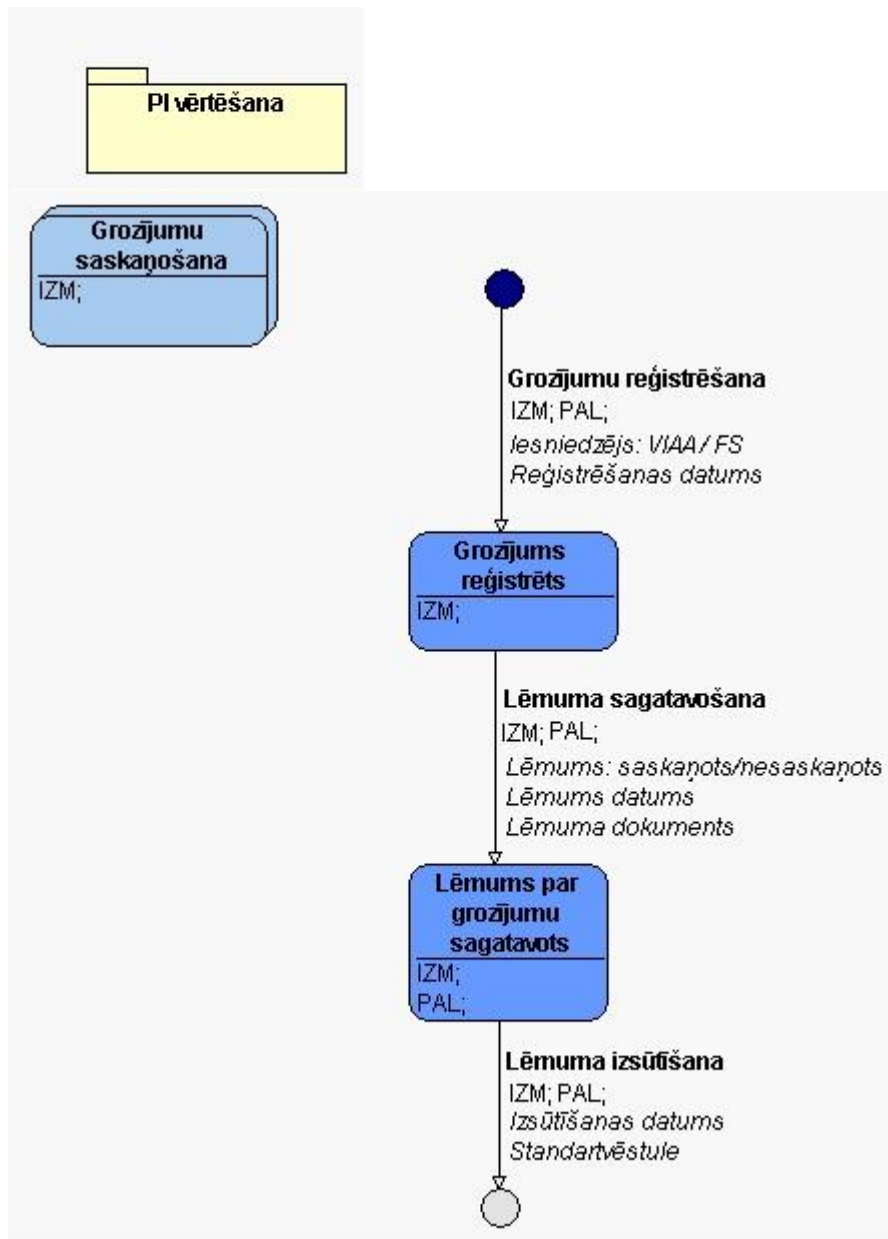 PI vērtēšana
Grozījumu
saskaņošana
IZM;
Grozījumu reģistrēšana
IZM; PAL;
Iesniedzējs: VIAA / FS
Reģistrēšanas datums
Grozījums
reģistrēts
IZM;
Lēmuma sagatavošana
IZM; PAL;
Lēmums: saskaņots/nesaskaņots
Lēmums datums
Lēmuma dokuments
Lēmums par
grozījumu
sagatavots
IZM;
PAL;
Lēmuma izsūtīšana
IZM; PAL;
Izsūtīšanas datums
Standartvēstule